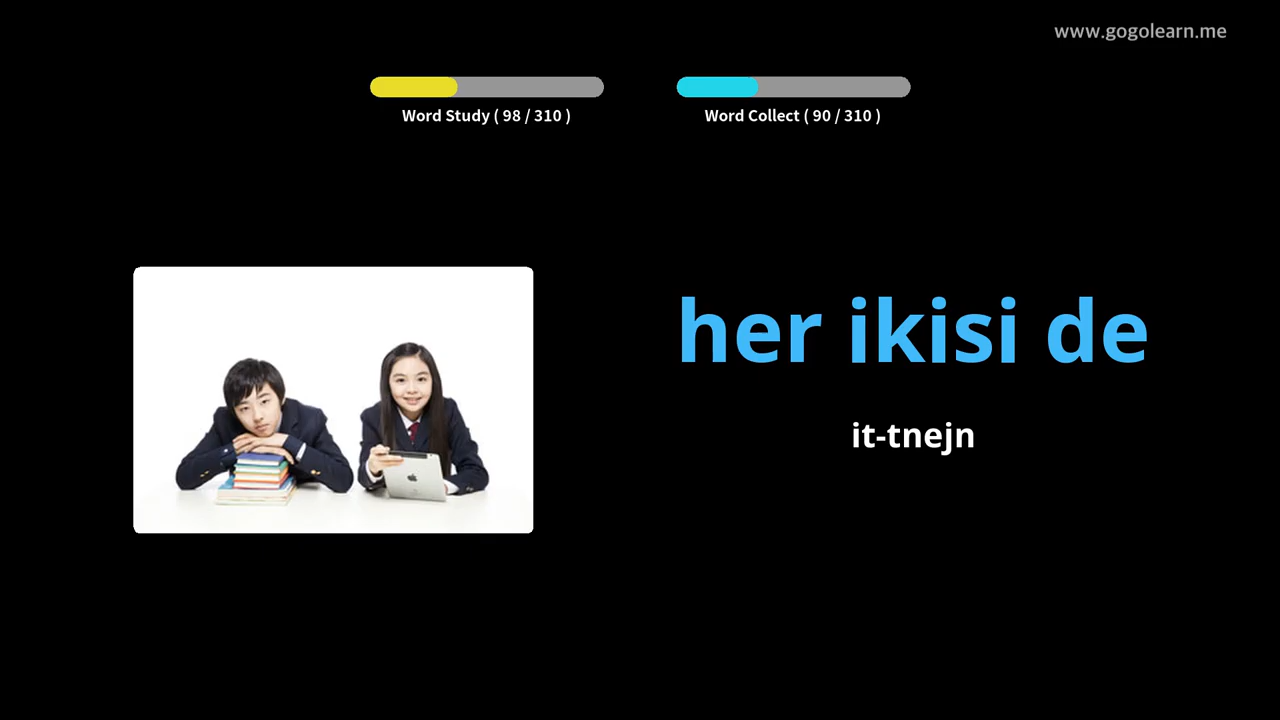 www.gogolearn.me
Word Study ( 98 / 310 )
Word Collect ( 90 / 310 )
her ikisi de
it-tnejn